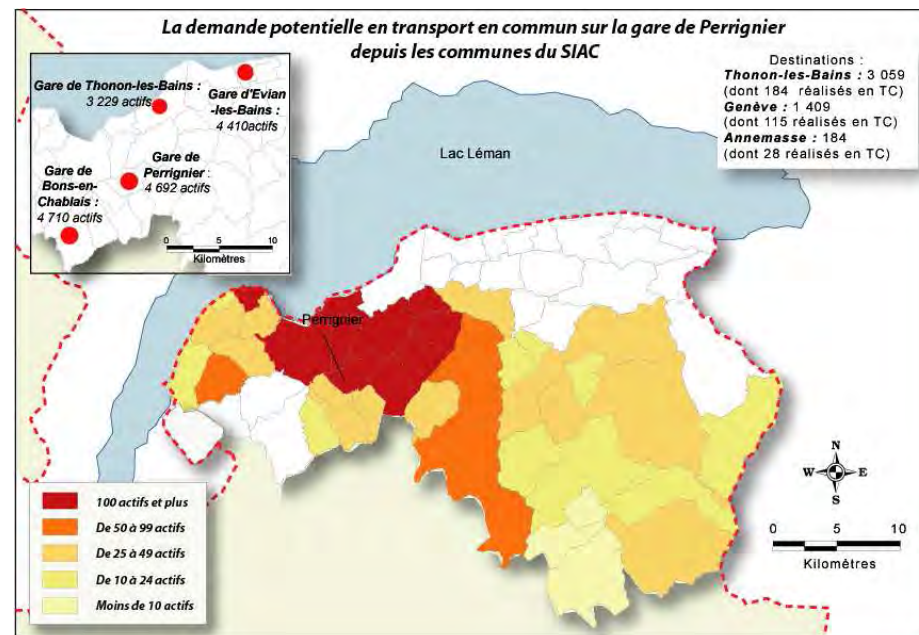 La demande potentielle en transport en commun sur la gare de Perrignier
depuis les communes du SIAC
Gare de Thonon-les-Bains :
3 229 actifs
Gare d'Evian
-les-Bains :
4 410actifs
Gare de
Perrignier :
4 692 actifs
Gare de
Bons-en-
Chablais :
4 710 actifs
0 5 10
Kilomètres
Destinations :
Thonon-les-Bains : 3 059
(dont 184 réalisés en TC)
Genève : 1 409
(dont 115 réalisés en TC)
Annemasse : 184
(dont 28 réalisés en TC)
Lac Léman
Perrignier
100 actifs et plus
De 50 à 99 actifs
De 25 à 49 actifs
De 10 à 24 actifs
Moins de 10 actifs
N
W E
S
0 5 10
Kilomètres